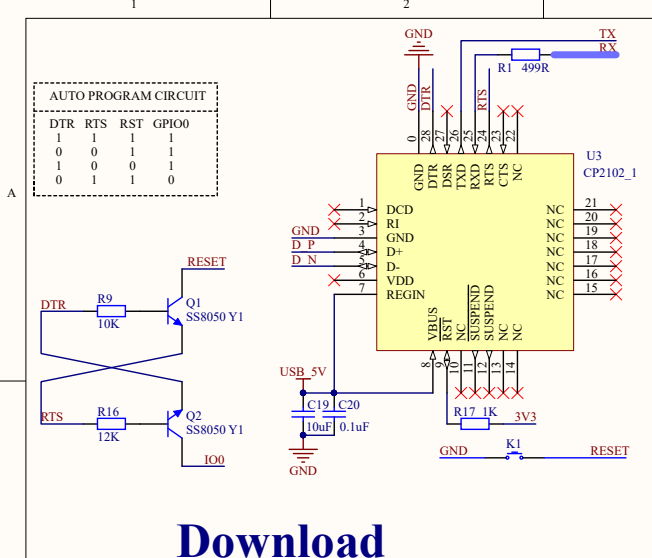 1 2
A
AUTO PROGRAM CIRCUIT
DTR RTS RST GPIO0
1 1 1 1
0 0 1 1
1 0 0 1
0 1 1 0
GND
TX
RX
R1 499R
GND
DTR
RTS
0 28 27 26 25 24 23 22
GND DTR DSR TXD RXD RTS CTS NC
U3
CP2102_1
1 DCD
2 RI
GND 3 GND
D_P 4 D+
D_N 5 D-
6 VDD
7 REGIN
NC 21
NC 20
NC 19
NC 18
NC 17
NC 16
NC 15
VBUS RST NC SUSPEND SUSPEND NC NC
8 9 10 11 12 13 14
RESET
DTR
R9
10K
Q1
SS8050 Y1
RTS
R16
12K
Q2
SS8050 Y1
IO0
USB_5V
C19 C20
10uF 0.1uF
GND
R17 1K 3V3
K1
GND RESET
Download